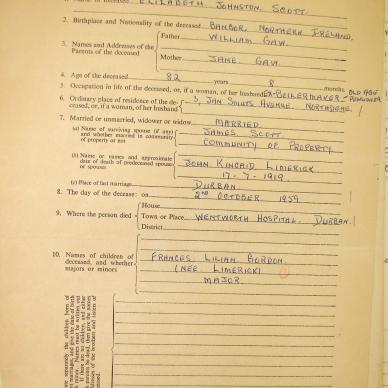 ELIZABETH JOHNSTON SCOTT.
2. Birthplace and Nationality of the deceased BANGOR, NORTHERN IRELAND.
3. Names and Addresses of the Parents of the deceased
Father WILLIAM GAW.
Mother JANE GAW.
4. Age of the deceased 82 years 8 months,
5. Occupation in life of the deceased, or, if a woman, of her husband EX-BOILERMAKER - OLD AGE PENSIONER
6. Ordinary place of residence of the deceased, or, if a woman, of her husband 3, JAN SMUTS AVENUE, NORTHDENE,
7. Married or unmarried, widower or widow MARRIED
(a) Name of surviving spouse (if any) and whether married in community of property or not
JAMES SCOTT.
COMMUNITY OF PROPERTY
(b) Name or names and approximate date of death of predeceased spouse or spouses
JOHN KINCAID LIMERICK
17-7-1919.
(c) Place of last marriage DURBAN.
8. The day of the deceased: on 2nd OCTOBER. 1959
9. Where the person died
House
Town or Place WENTWORTH HOSPITAL. DURBAN.
District
10. Names of children of deceased, and whether majors or minors
FRANCES LILIAN GORDON.
(NEE LIMERICK)
MAJOR